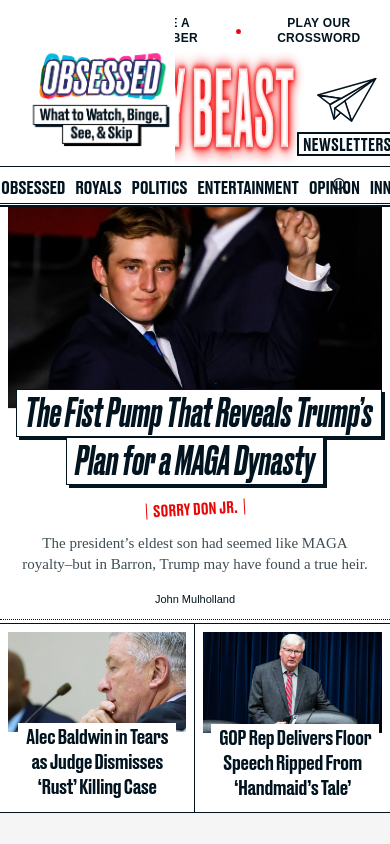 E A
BER
PLAY OUR
CROSSWORD
OBSESSED
What to Watch, Binge,
See, & Skip
Y BEAST
NEWSLETTERS
OBSESSED ROYALS POLITICS ENTERTAINMENT OPINION INN
The Fist Pump That Reveals Trump's
Plan for a MAGA Dynasty
SORRY DON JR.
The president’s eldest son had seemed like MAGA
royalty–but in Barron, Trump may have found a true heir.
John Mulholland
Alec Baldwin in Tears
as Judge Dismisses
‘Rust’ Killing Case
GOP Rep Delivers Floor
Speech Ripped From
‘Handmaid’s Tale’